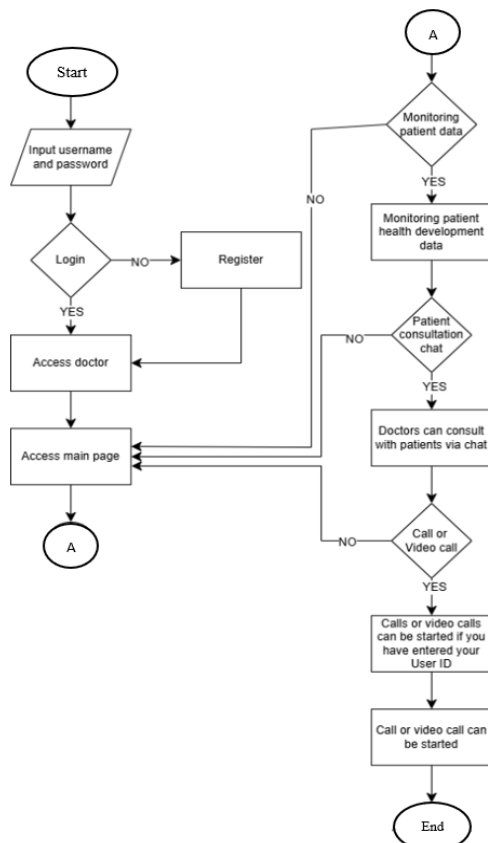 Start
Input username
and password
Login
NO
Register
YES
Access doctor
Access main page
A
A
Monitoring
patient data
NO
YES
Monitoring patient
health development
data
Patient
consultation
chat
NO
YES
Doctors can consult
with patients via chat
Call or
Video call
NO
YES
Calls or video calls
can be started if you
have entered your
User ID
Call or video call can
be started
End